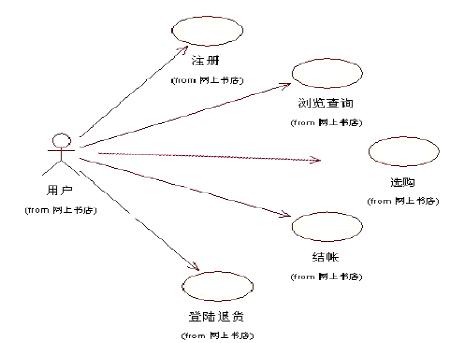 注册
(from 网上书店)
浏览查询
(from 网上书店)
选购
(from 网上书店)
用户
(from 网上书店)
结帐
(from 网上书店)
登陆退货
(from 网上书店)